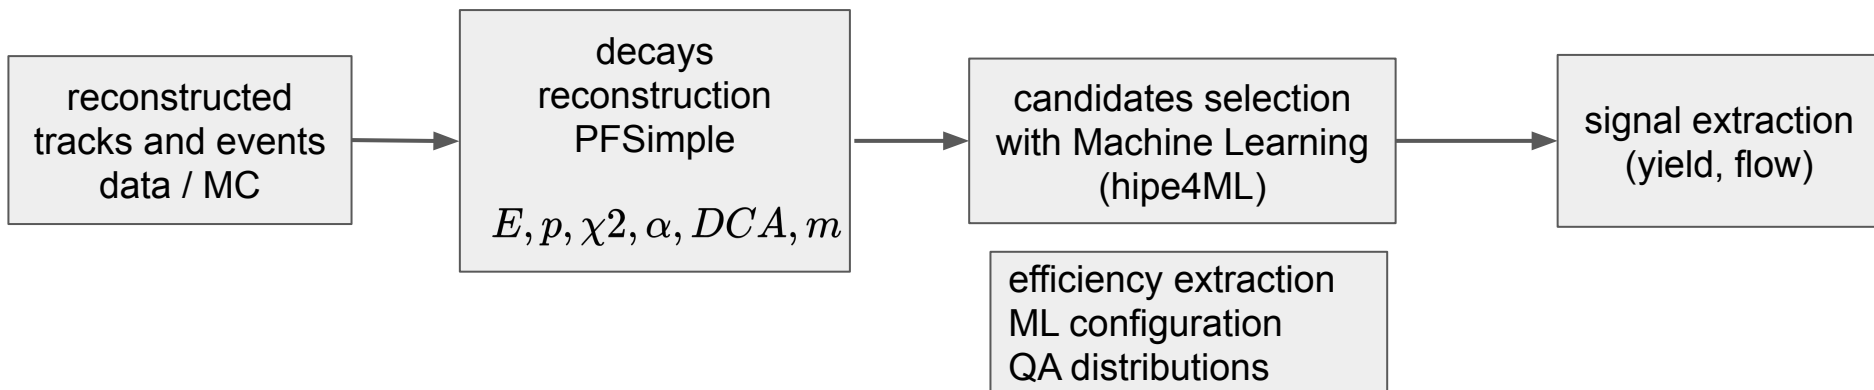 reconstructed
tracks and events
data / MC
decays
reconstruction
PFSimple
E, p, χ2, α, DCA, m
candidates selection
with Machine Learning
(hipe4ML)
efficiency extraction
ML configuration
QA distributions
signal extraction
(yield, flow)